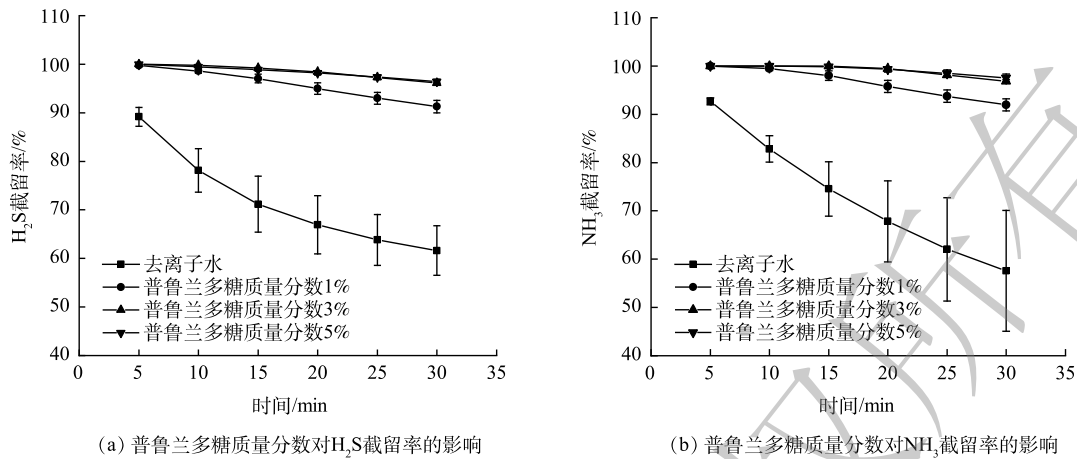 110
100
90
80
70
60
50
40
H₂S截留率/%
去离子水
普鲁兰多糖质量分数1%
普鲁兰多糖质量分数3%
普鲁兰多糖质量分数5%
0 5 10 15 20 25 30 35
时间/min
(a) 普鲁兰多糖质量分数对H₂S截留率的影响
110
100
90
80
70
60
50
40
NH₃截留率/%
去离子水
普鲁兰多糖质量分数1%
普鲁兰多糖质量分数3%
普鲁兰多糖质量分数5%
0 5 10 15 20 25 30 35
时间/min
(b) 普鲁兰多糖质量分数对NH₃截留率的影响
权所有